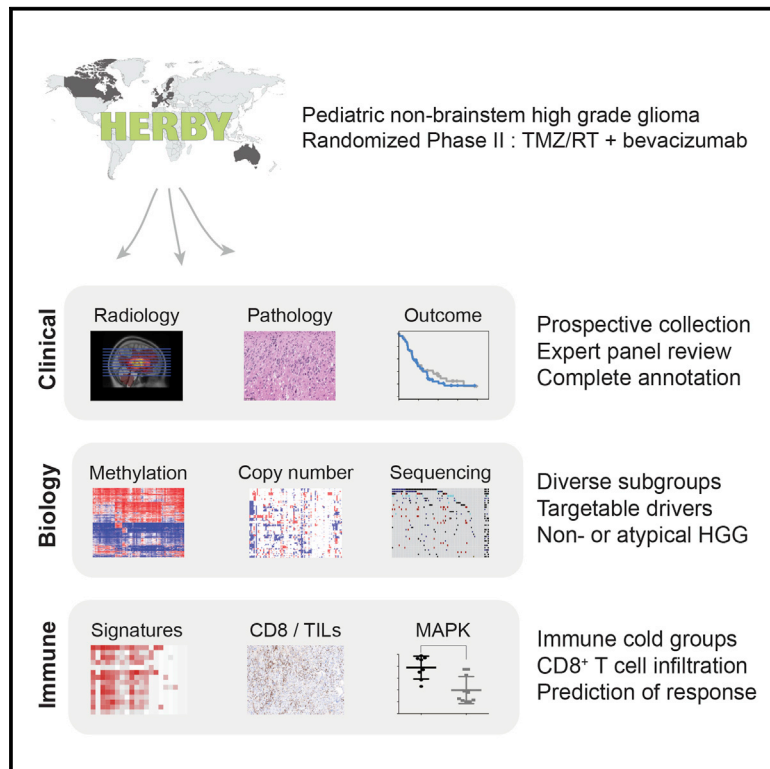 HERBY
Pediatric non-brainstem high grade glioma
Randomized Phase II : TMZ/RT + bevacizumab
Clinical
Radiology
Pathology
Outcome
Prospective collection
Expert panel review
Complete annotation
Biology
Methylation
Copy number
Sequencing
Diverse subgroups
Targetable drivers
Non- or atypical HGG
Immune
Signatures
CD8 / TILs
MAPK
Immune cold groups
CD8⁺ T cell infiltration
Prediction of response